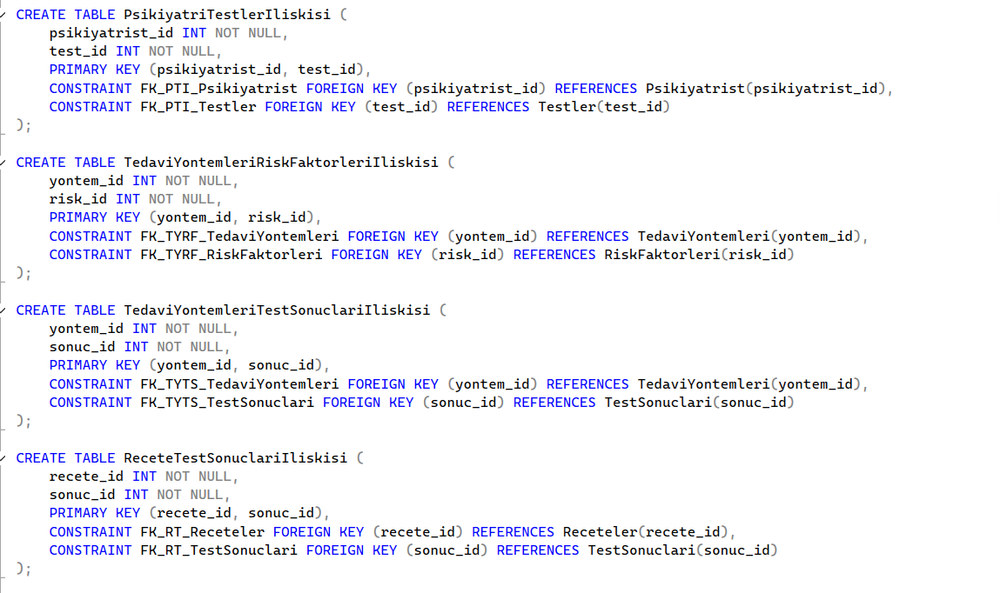 CREATE TABLE PsikiyatriTestlerIliskisi (
    psikiyatrist_id INT NOT NULL,
    test_id INT NOT NULL,
    PRIMARY KEY (psikiyatrist_id, test_id),
    CONSTRAINT FK_PTI_Psikiyatrist FOREIGN KEY (psikiyatrist_id) REFERENCES Psikiyatrist(psikiyatrist_id),
    CONSTRAINT FK_PTI_Testler FOREIGN KEY (test_id) REFERENCES Testler(test_id)
);

CREATE TABLE TedaviYontemleriRiskFaktorleriIliskisi (
    yontem_id INT NOT NULL,
    risk_id INT NOT NULL,
    PRIMARY KEY (yontem_id, risk_id),
    CONSTRAINT FK_TYRF_TedaviYontemleri FOREIGN KEY (yontem_id) REFERENCES TedaviYontemleri(yontem_id),
    CONSTRAINT FK_TYRF_RiskFaktorleri FOREIGN KEY (risk_id) REFERENCES RiskFaktorleri(risk_id)
);

CREATE TABLE TedaviYontemleriTestSonuclariIliskisi (
    yontem_id INT NOT NULL,
    sonuc_id INT NOT NULL,
    PRIMARY KEY (yontem_id, sonuc_id),
    CONSTRAINT FK_TYTS_TedaviYontemleri FOREIGN KEY (yontem_id) REFERENCES TedaviYontemleri(yontem_id),
    CONSTRAINT FK_TYTS_TestSonuclari FOREIGN KEY (sonuc_id) REFERENCES TestSonuclari(sonuc_id)
);

CREATE TABLE ReceteTestSonuclariIliskisi (
    recete_id INT NOT NULL,
    sonuc_id INT NOT NULL,
    PRIMARY KEY (recete_id, sonuc_id),
    CONSTRAINT FK_RT_Receteler FOREIGN KEY (recete_id) REFERENCES Receteler(recete_id),
    CONSTRAINT FK_RT_TestSonuclari FOREIGN KEY (sonuc_id) REFERENCES TestSonuclari(sonuc_id)
);